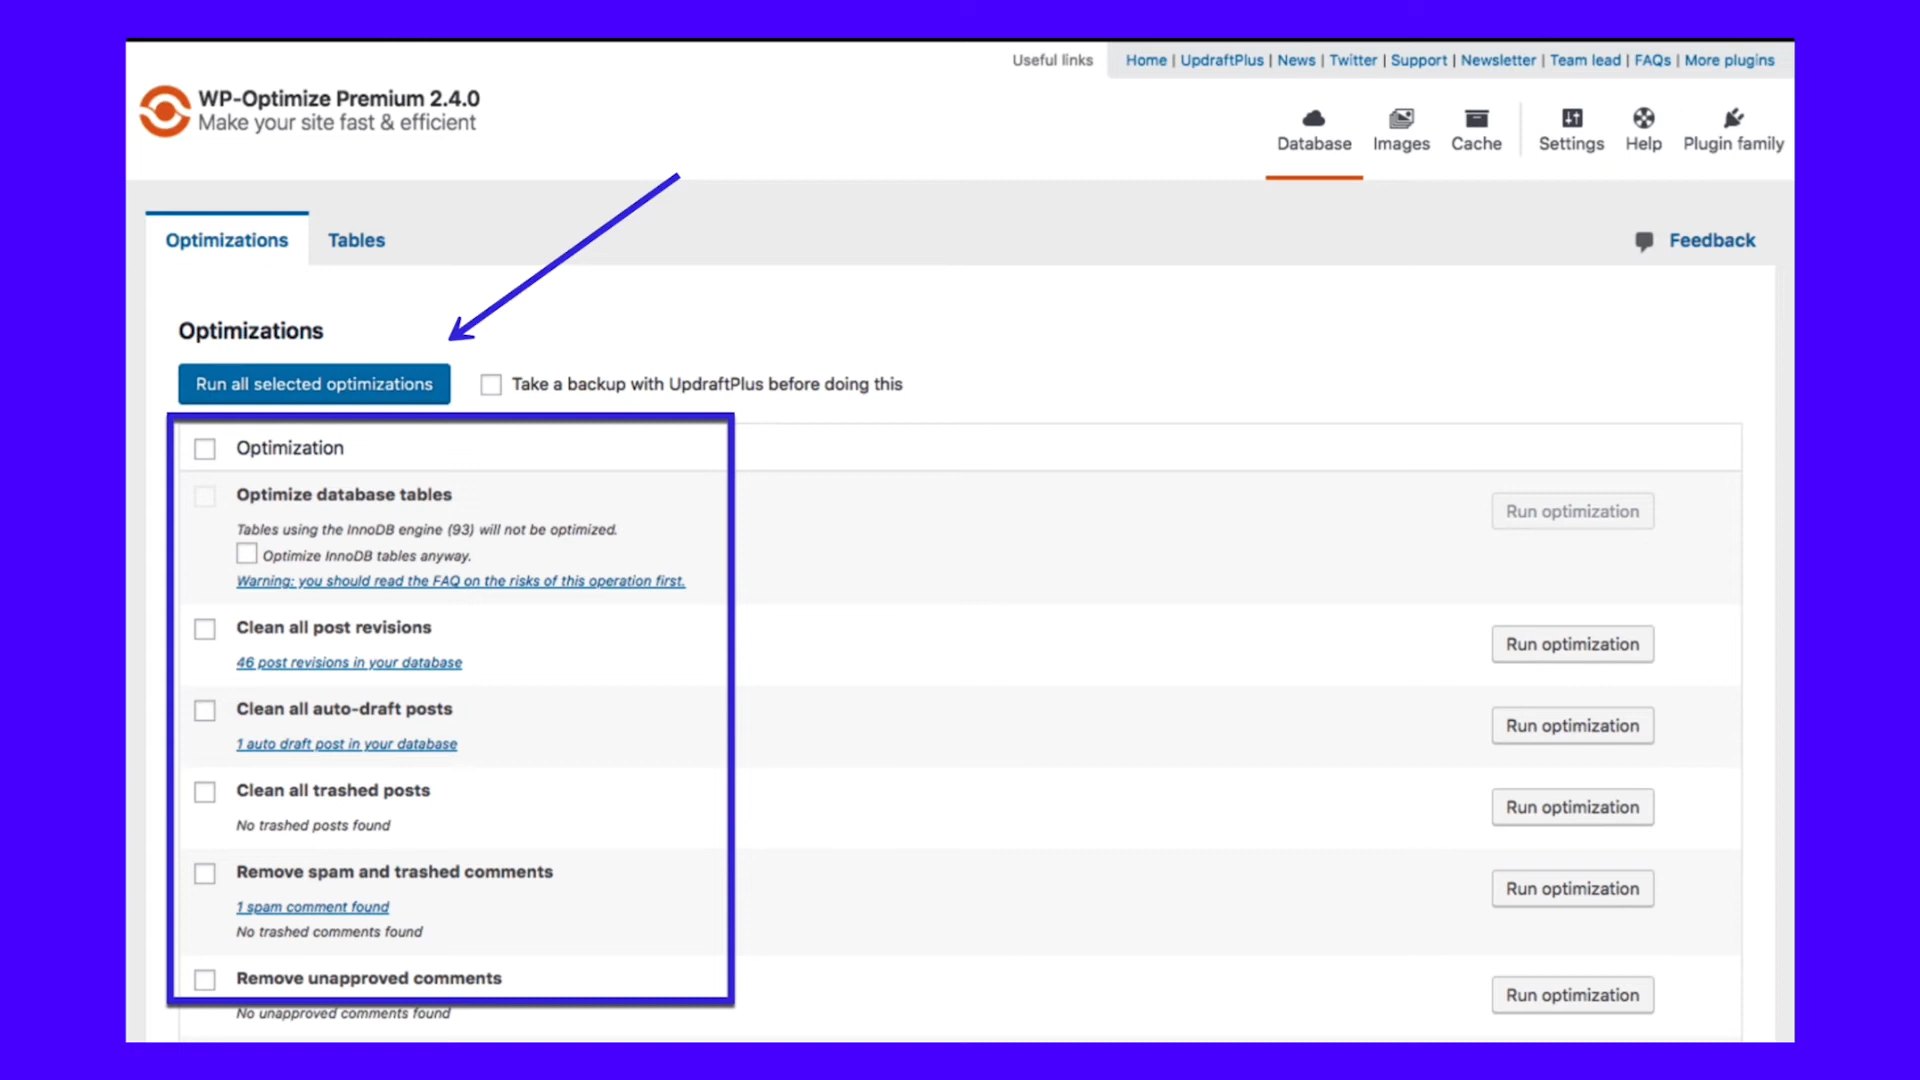 Useful links Home | UpdraftPlus | News | Twitter | Support | Newsletter | Team lead | FAQs | More plugins
WP-Optimize Premium 2.4.0
Make your site fast & efficient
Database Images Cache Settings Help Plugin family
Optimizations Tables Feedback
Optimizations
Run all selected optimizations Take a backup with UpdraftPlus before doing this
Optimization
Optimize database tables
Run optimization
Tables using the InnoDB engine (93) will not be optimized.
Optimize InnoDB tables anyway.
Warning: you should read the FAQ on the risks of this operation first.
Clean all post revisions
Run optimization
46 post revisions in your database
Clean all auto-draft posts
Run optimization
1 auto draft post in your database
Clean all trashed posts
Run optimization
No trashed posts found
Remove spam and trashed comments
Run optimization
1 spam comment found
No trashed comments found
Remove unapproved comments
Run optimization
No unapproved comments found